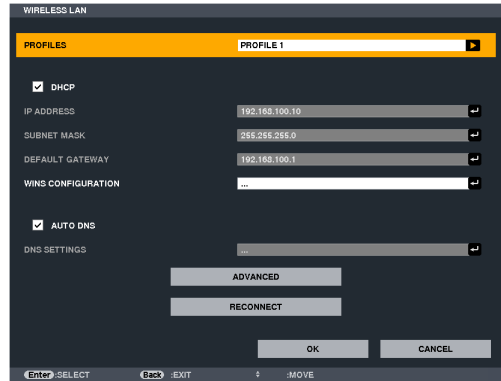 WIRELESS LAN
PROFILES PROFILE 1
DHCP
IP ADDRESS 192.168.100.10
SUBNET MASK 255.255.255.0
DEFAULT GATEWAY 192.168.100.1
WINS CONFIGURATION ...
AUTO DNS
DNS SETTINGS ...
ADVANCED
RECONNECT
OK CANCEL
Enter :SELECT Back :EXIT :MOVE